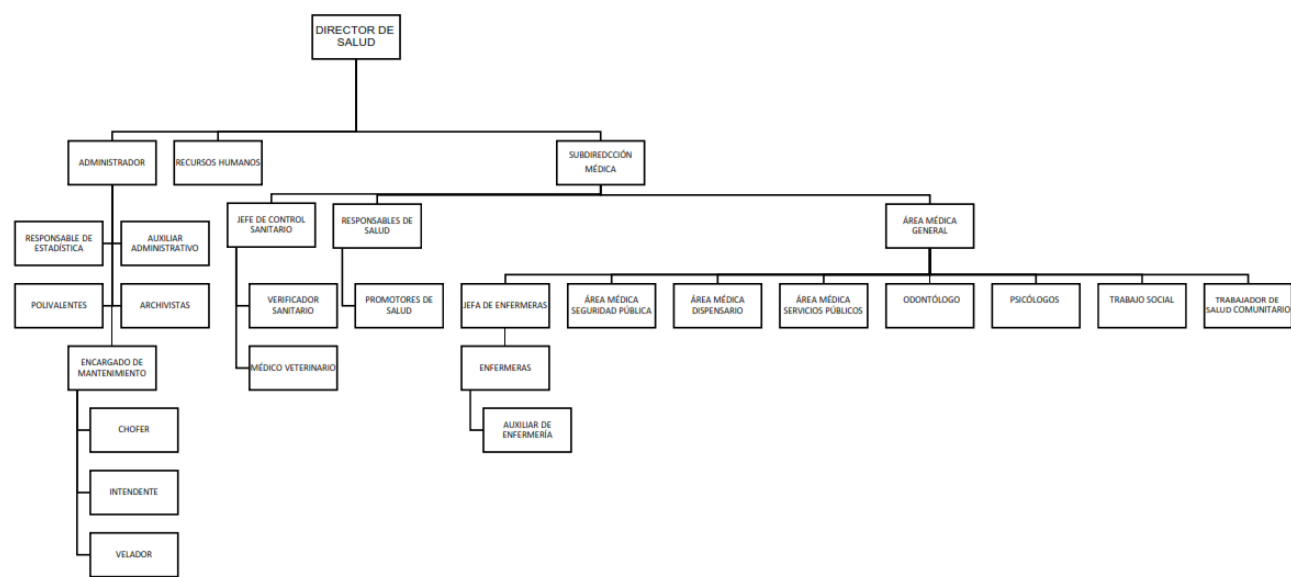 DIRECTOR DE
SALUD
ADMINISTRADOR
RECURSOS HUMANOS
SUBDIREDCCIÓN
MÉDICA
JEFE DE CONTROL
SANITARIO
RESPONSABLES DE
SALUD
ÁREA MÉDICA
GENERAL
RESPONSABLE DE
ESTADÍSTICA
AUXILIAR
ADMINISTRATIVO
POLIVALENTES
ARCHIVISTAS
VERIFICADOR
SANITARIO
PROMOTORES DE
SALUD
JEFA DE ENFERMERAS
ÁREA MÉDICA
SEGURIDAD PÚBLICA
ÁREA MÉDICA
DISPENSARIO
ÁREA MÉDICA
SERVICIOS PÚBLICOS
ODONTÓLOGO
PSICÓLOGOS
TRABAJO SOCIAL
TRABAJADOR DE
SALUD COMUNITARIO
ENCARGADO DE
MANTENIMIENTO
MÉDICO VETERINARIO
ENFERMERAS
CHOFER
AUXILIAR DE
ENFERMERÍA
INTENDENTE
VELADOR